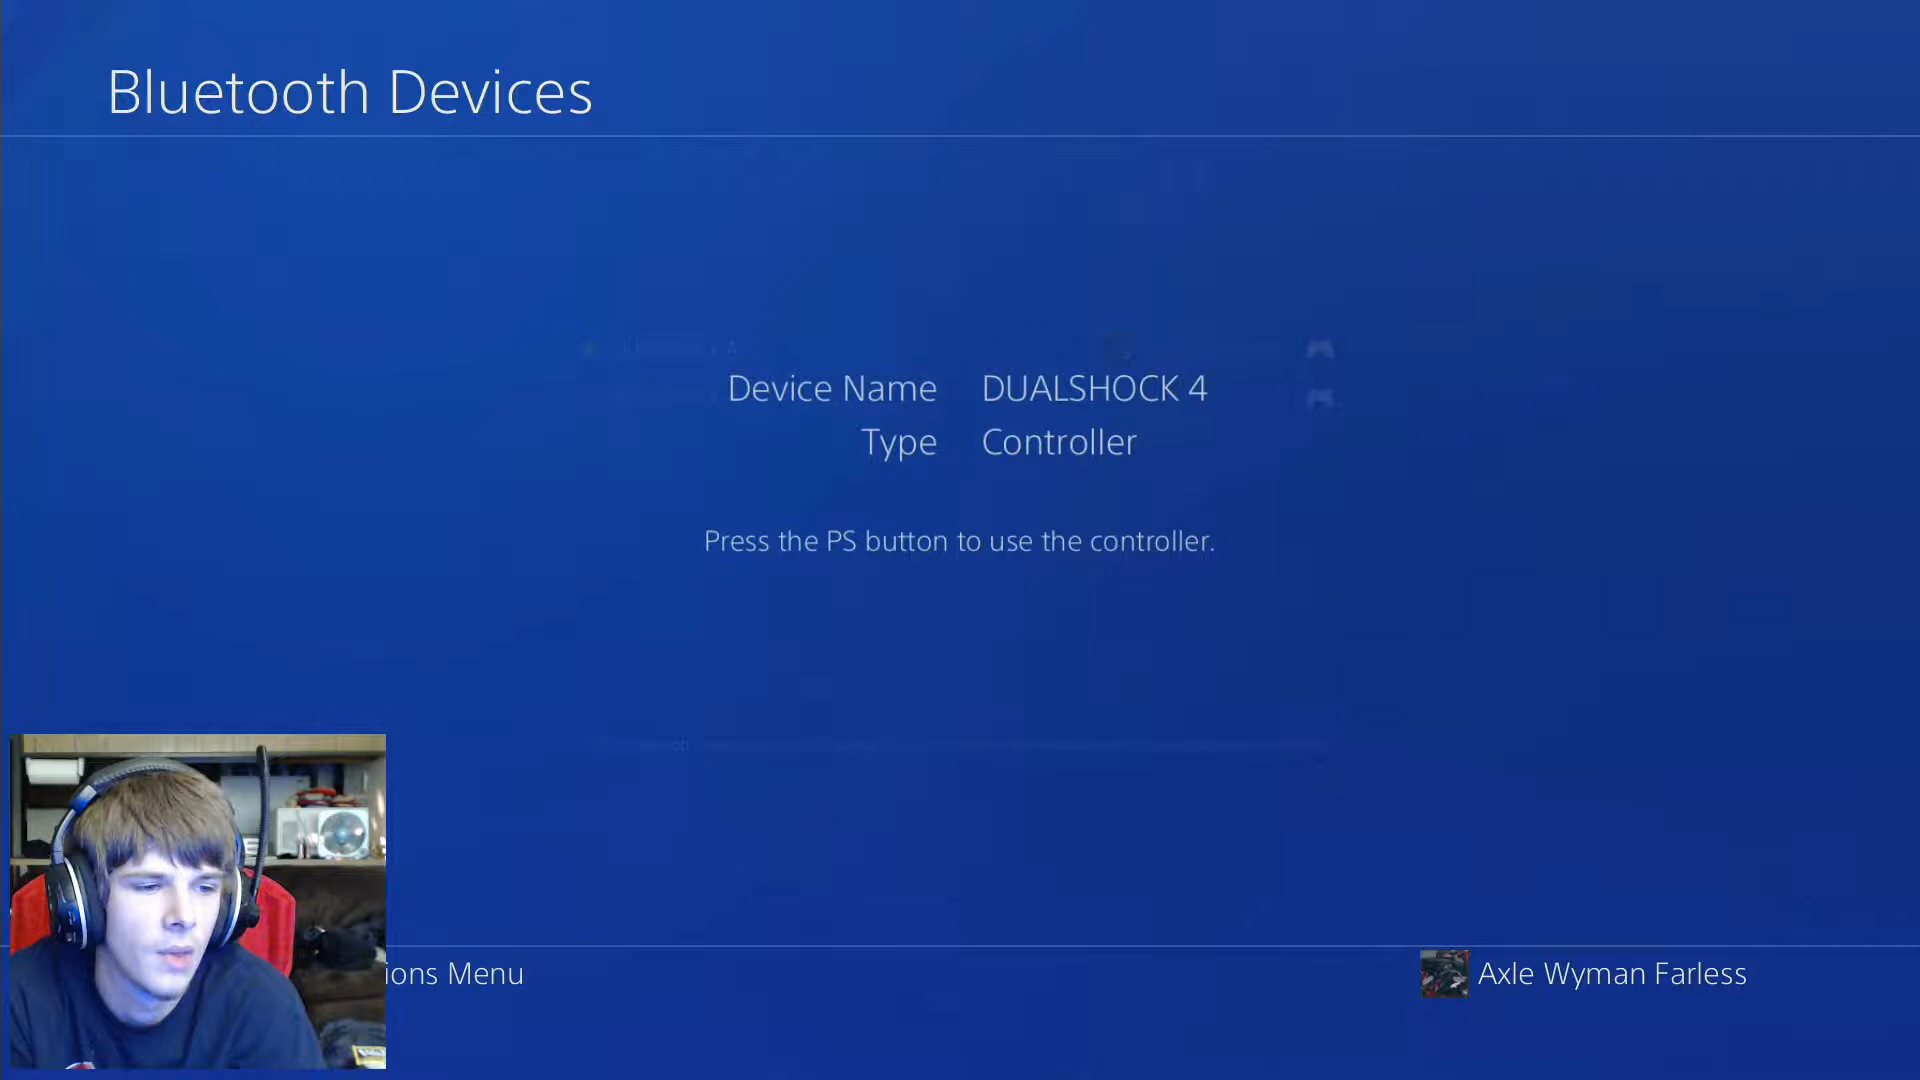 Bluetooth Devices
Device Name DUALSHOCK 4
Type Controller
Press the PS button to use the controller.
ions Menu
Axle Wyman Farless